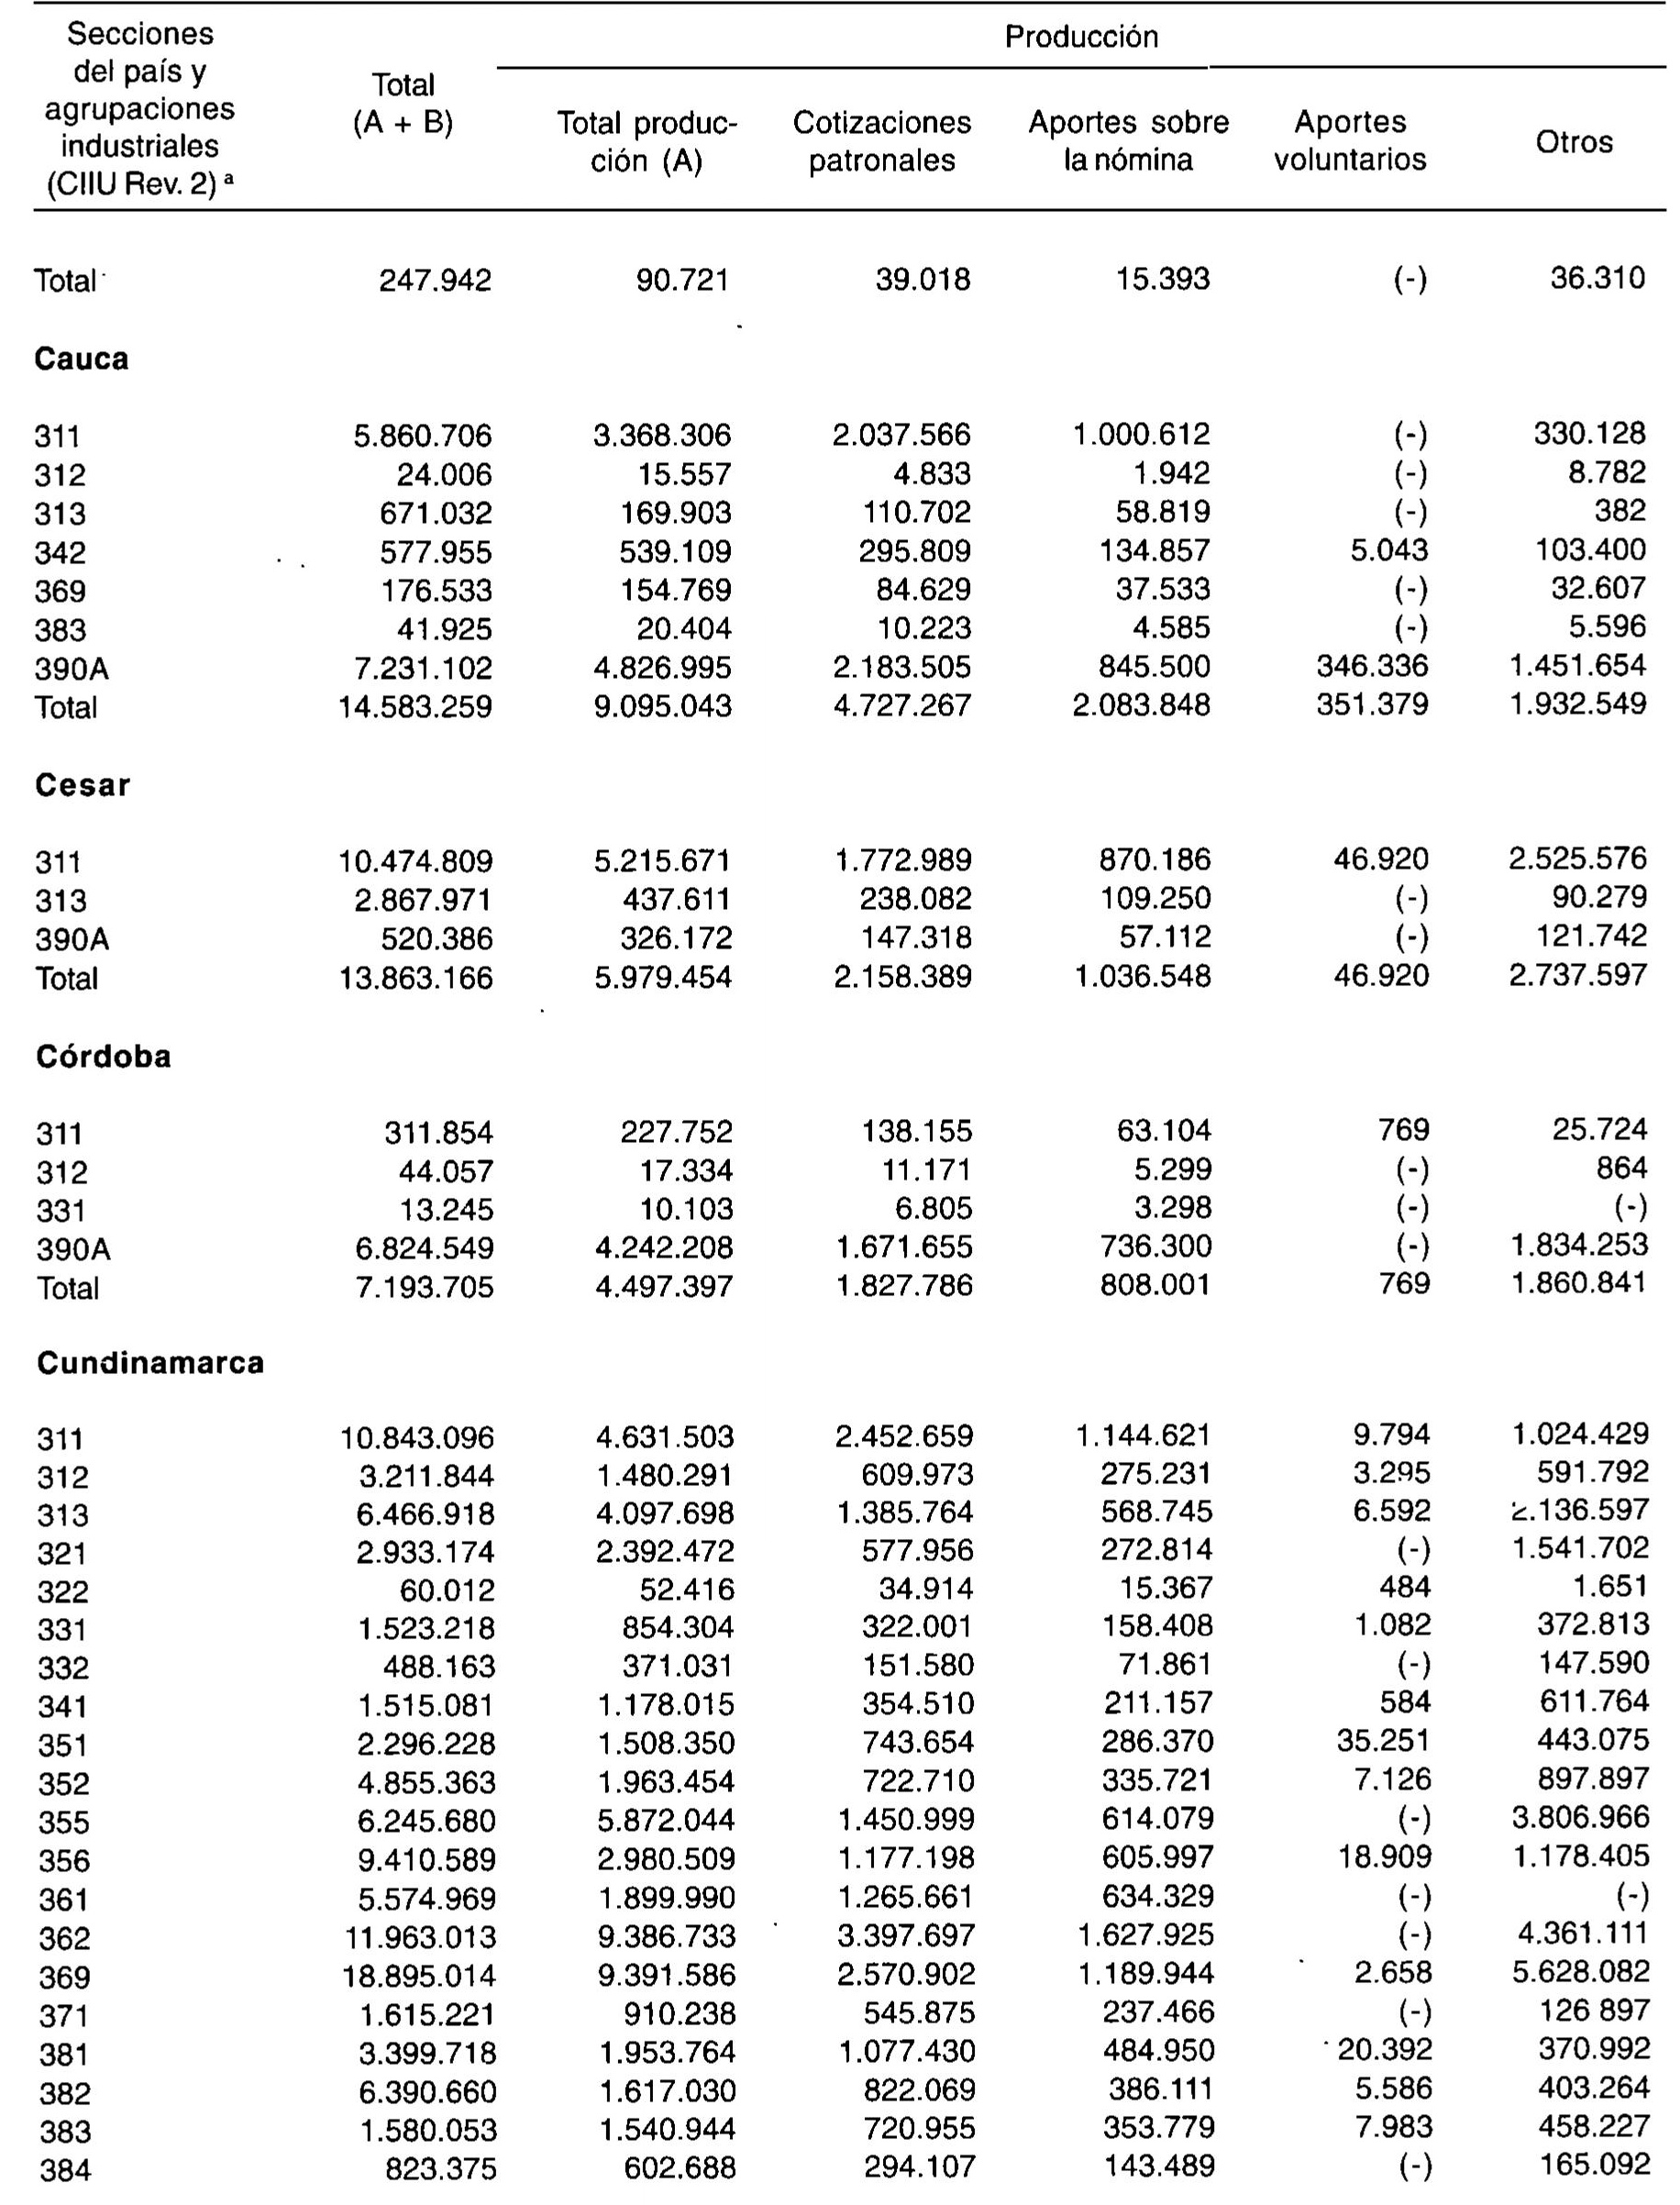 Secciones
del país y
agrupaciones
industriales
(CIIU Rev. 2) a
Total
(A + B)
Producción
Total produc-
ción (A)
Cotizaciones
patronales
Aportes sobre
la nómina
Aportes
voluntarios
Otros
Total 247.942 90.721 39.018 15.393 (-) 36.310
Cauca
311 5.860.706 3.368.306 2.037.566 1.000.612 (-) 330.128
312 24.006 15.557 4.833 1.942 (-) 8.782
313 671.032 169.903 110.702 58.819 (-) 382
342 577.955 539.109 295.809 134.857 5.043 103.400
369 176.533 154.769 84.629 37.533 (-) 32.607
383 41.925 20.404 10.223 4.585 (-) 5.596
390A 7.231.102 4.826.995 2.183.505 845.500 346.336 1.451.654
Total 14.583.259 9.095.043 4.727.267 2.083.848 351.379 1.932.549
Cesar
311 10.474.809 5.215.671 1.772.989 870.186 46.920 2.525.576
313 2.867.971 437.611 238.082 109.250 (-) 90.279
390A 520.386 326.172 147.318 57.112 (-) 121.742
Total 13.863.166 5.979.454 2.158.389 1.036.548 46.920 2.737.597
Córdoba
311 311.854 227.752 138.155 63.104 769 25.724
312 44.057 17.334 11.171 5.299 (-) 864
331 13.245 10.103 6.805 3.298 (-) (-)
390A 6.824.549 4.242.208 1.671.655 736.300 (-) 1.834.253
Total 7.193.705 4.497.397 1.827.786 808.001 769 1.860.841
Cundinamarca
311 10.843.096 4.631.503 2.452.659 1.144.621 9.794 1.024.429
312 3.211.844 1.480.291 609.973 275.231 3.295 591.792
313 6.466.918 4.097.698 1.385.764 568.745 6.592 2.136.597
321 2.933.174 2.392.472 577.956 272.814 (-) 1.541.702
322 60.012 52.416 34.914 15.367 484 1.651
331 1.523.218 854.304 322.001 158.408 1.082 372.813
332 488.163 371.031 151.580 71.861 (-) 147.590
341 1.515.081 1.178.015 354.510 211.157 584 611.764
351 2.296.228 1.508.350 743.654 286.370 35.251 443.075
352 4.855.363 1.963.454 722.710 335.721 7.126 897.897
355 6.245.680 5.872.044 1.450.999 614.079 (-) 3.806.966
356 9.410.589 2.980.509 1.177.198 605.997 18.909 1.178.405
361 5.574.969 1.899.990 1.265.661 634.329 (-) (-)
362 11.963.013 9.386.733 3.397.697 1.627.925 (-) 4.361.111
369 18.895.014 9.391.586 2.570.902 1.189.944 2.658 5.628.082
371 1.615.221 910.238 545.875 237.466 (-) 126 897
381 3.399.718 1.953.764 1.077.430 484.950 20.392 370.992
382 6.390.660 1.617.030 822.069 386.111 5.586 403.264
383 1.580.053 1.540.944 720.955 353.779 7.983 458.227
384 823.375 602.688 294.107 143.489 (-) 165.092